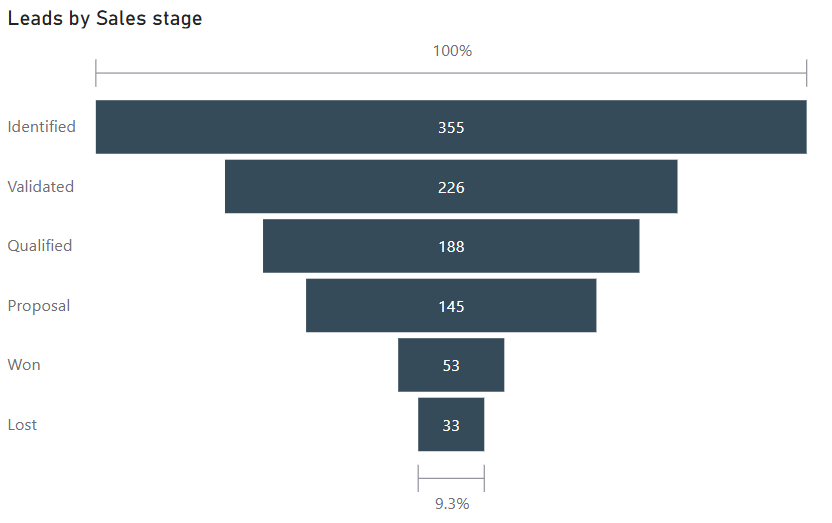 Leads by Sales stage
100%
Identified 355
Validated 226
Qualified 188
Proposal 145
Won 53
Lost 33
9.3%